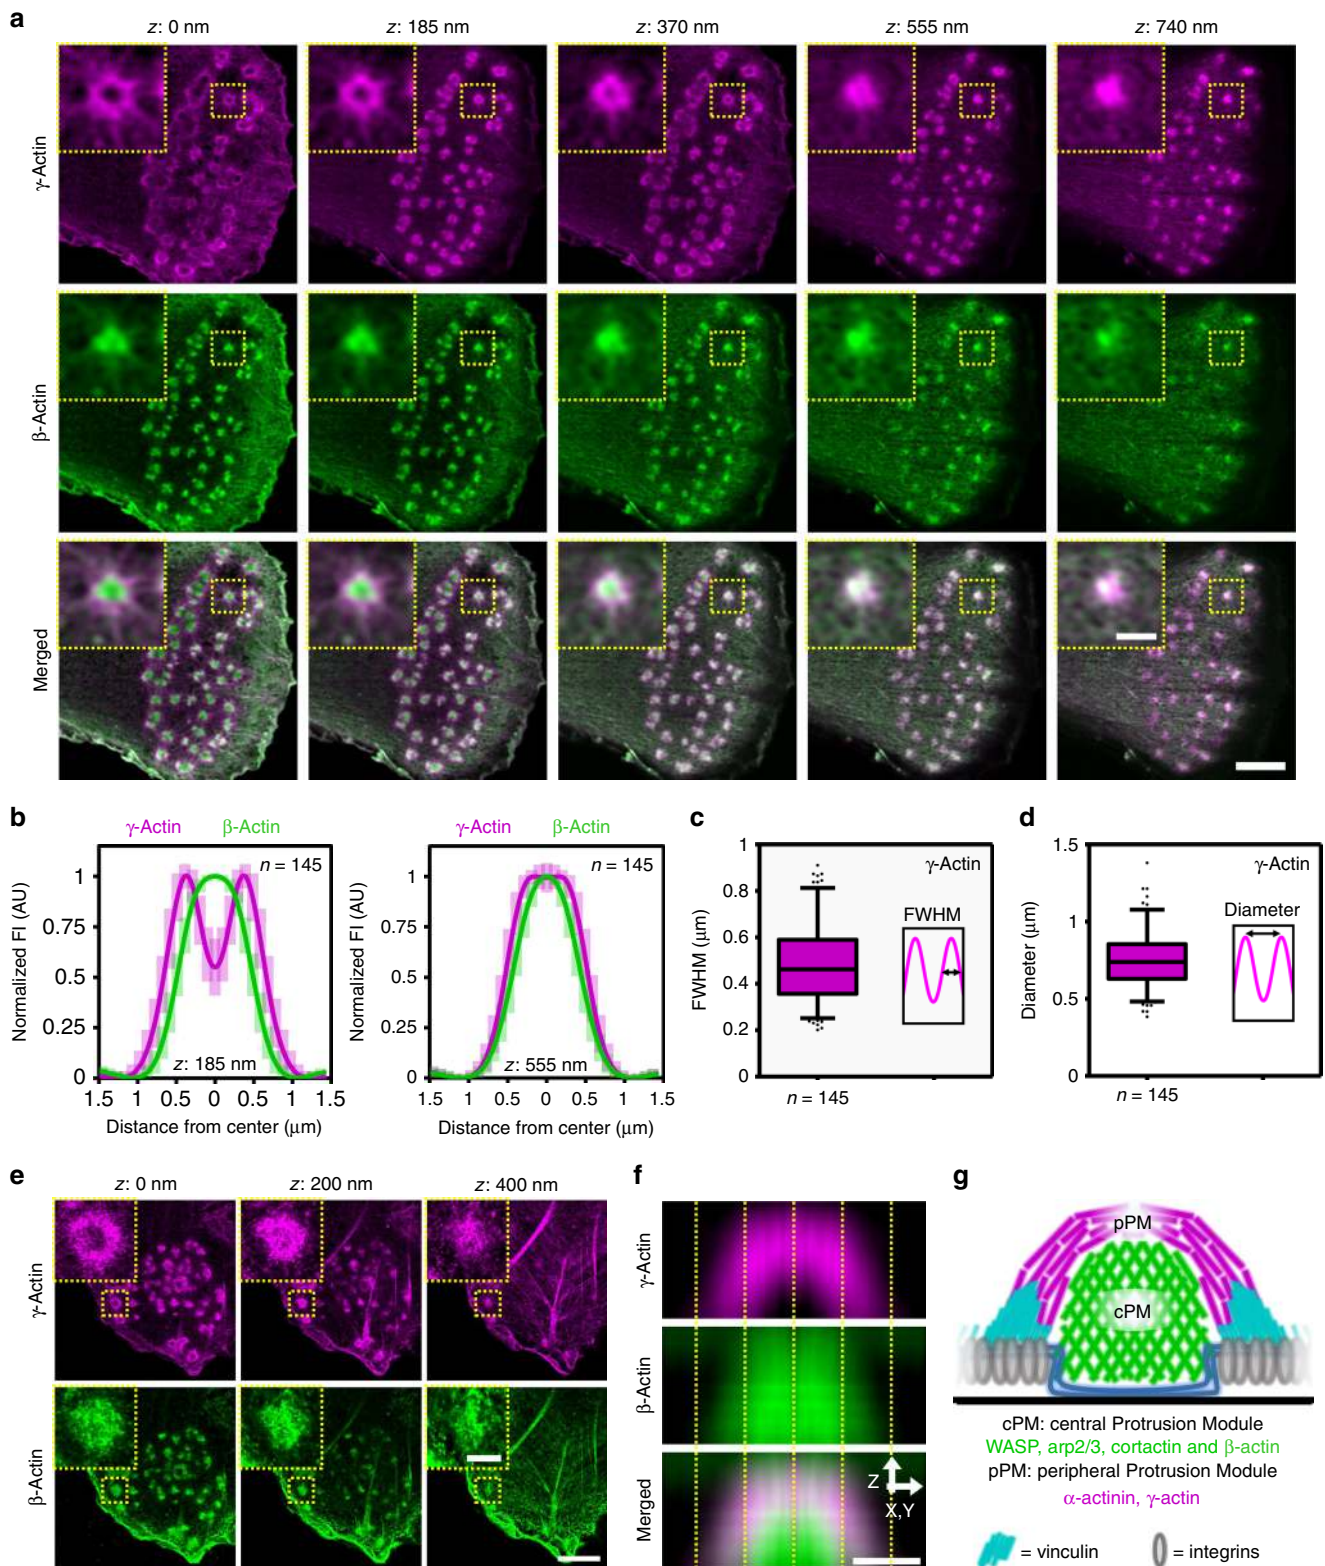 a
z: 0 nm
z: 185 nm
z: 370 nm
z: 555 nm
z: 740 nm
γ-Actin
β-Actin
Merged
b
γ-Actin
β-Actin
n = 145
Normalized FI (AU)
1
0.75
0.5
0.25
0
z: 185 nm
1.5
1
0.5
0
0.5
1
1.5
Distance from center (μm)
γ-Actin
β-Actin
n = 145
Normalized FI (AU)
1
0.75
0.5
0.25
0
z: 555 nm
1.5
1
0.5
0
0.5
1
1.5
Distance from center (μm)
c
γ-Actin
FWHM
FWHM (μm)
1
0.8
0.6
0.4
0.2
0
n = 145
d
γ-Actin
Diameter
Diameter (μm)
1.5
1
0.5
0
n = 145
e
z: 0 nm
z: 200 nm
z: 400 nm
γ-Actin
β-Actin
f
γ-Actin
β-Actin
Merged
Z
X,Y
g
pPM
cPM
cPM: central Protrusion Module
WASP, arp2/3, cortactin and β-actin
pPM: peripheral Protrusion Module
α-actinin, γ-actin
= vinculin
= integrins